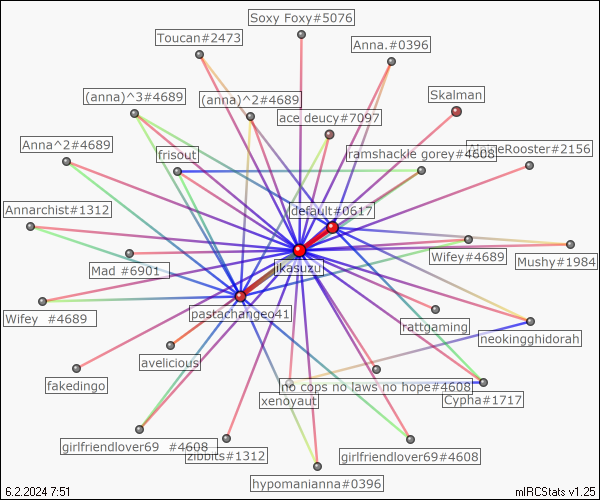 Soxy Foxy#5076
Toucan#2473
Anna.#0396
Skalman
(anna)^3#4689
(anna)^2#4689
ace deucy#7097
Anna^2#4689
frisout
ramshackle gorey#4608
Rooster#2156
Annarchist#1312
default#0617
Wifey#4689
Mushy#1984
Mad #6901
jkasuzu
Wifey #4689
pastachangeo41
rattgaming
neokingghidorah
avelicious
fakedingo
no cops no laws no hope#4608
xenoyaut
Cypha#1717
girlfriendlover69 #4608
zibbits#1312
girlfriendlover69#4608
hypomanianna#0396
6.2.2024 7:51
mIRCStats v1.25